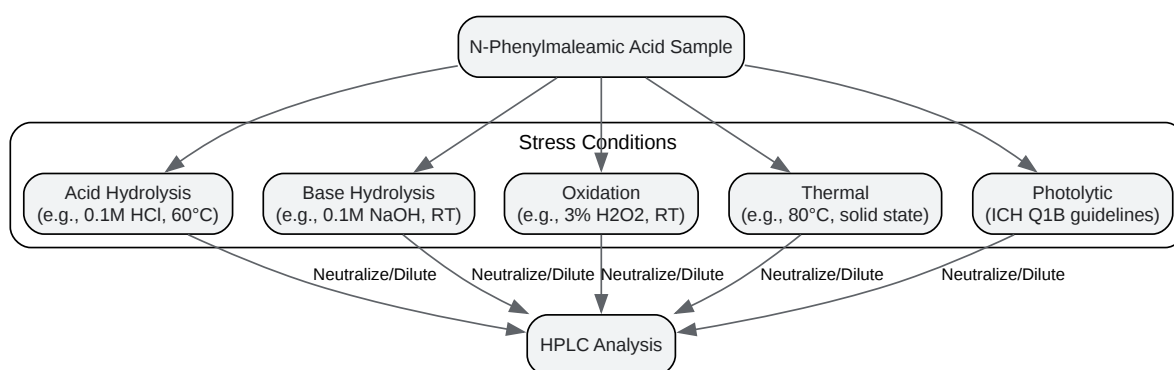 N-Phenylmaleamic Acid Sample
Stress Conditions
Acid Hydrolysis
(e.g., 0.1M HCl, 60°C)
Base Hydrolysis
(e.g., 0.1M NaOH, RT)
Oxidation
(e.g., 3% H2O2, RT)
Thermal
(e.g., 80°C, solid state)
Photolytic
(ICH Q1B guidelines)
Neutralize/Dilute
Neutralize/Dilute
Neutralize/Dilute
Neutralize/Dilute
Neutralize/Dilute
HPLC Analysis